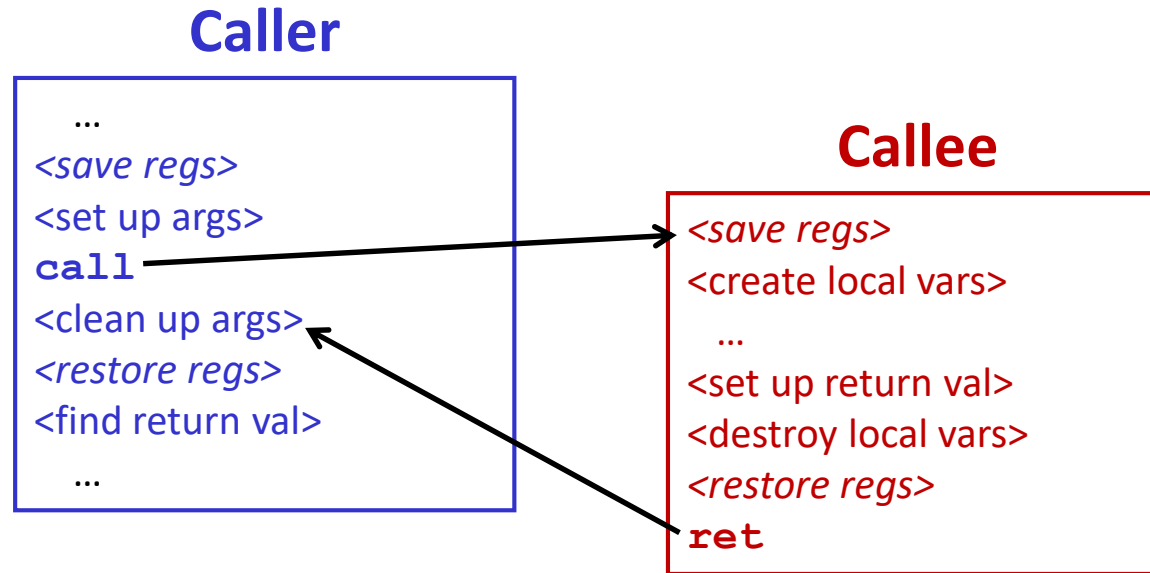 Caller
...
<save regs>
<set up args>
call
<clean up args>
<restore regs>
<find return val>
...
Callee
<save regs>
<create local vars>
...
<set up return val>
<destroy local vars>
<restore regs>
ret